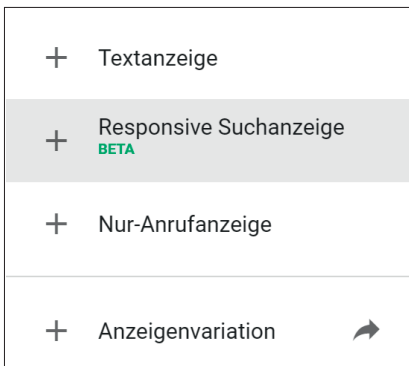 Textanzeige
Responsive Suchanzeige
BETA
Nur-Anrufanzeige
Anzeigenvariation